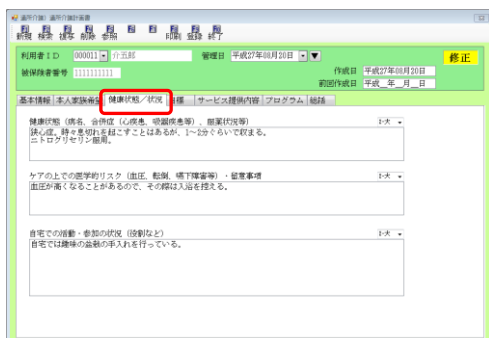 通所介護) 通所介護計画書
新規 検索 複写 削除 参照 印刷 登録 終了
利用者ID 000011 介五郎 管理日 平成27年08月20日 修正
被保険者番号 1111111111 作成日 平成27年08月20日
前回作成日 平成__年__月__日
基本情報 本人家族希望 健康状態/状況 目標 サービス提供内容 プログラム 総括
健康状態(病名、合併症(心疾患、呼吸器疾患等)、服薬状況等)
狭心症。時々息切れを起こすことはあるが、1~2分ぐらいで収まる。
ニトログリセリン服用。
ケアの上での医学的リスク(血圧、転倒、嚥下障害等)・留意事項
血圧が高くなることがあるので、その際は入浴を控える。
自宅での活動・参加の状況(役割など)
自宅では趣味の盆栽の手入れを行っている。